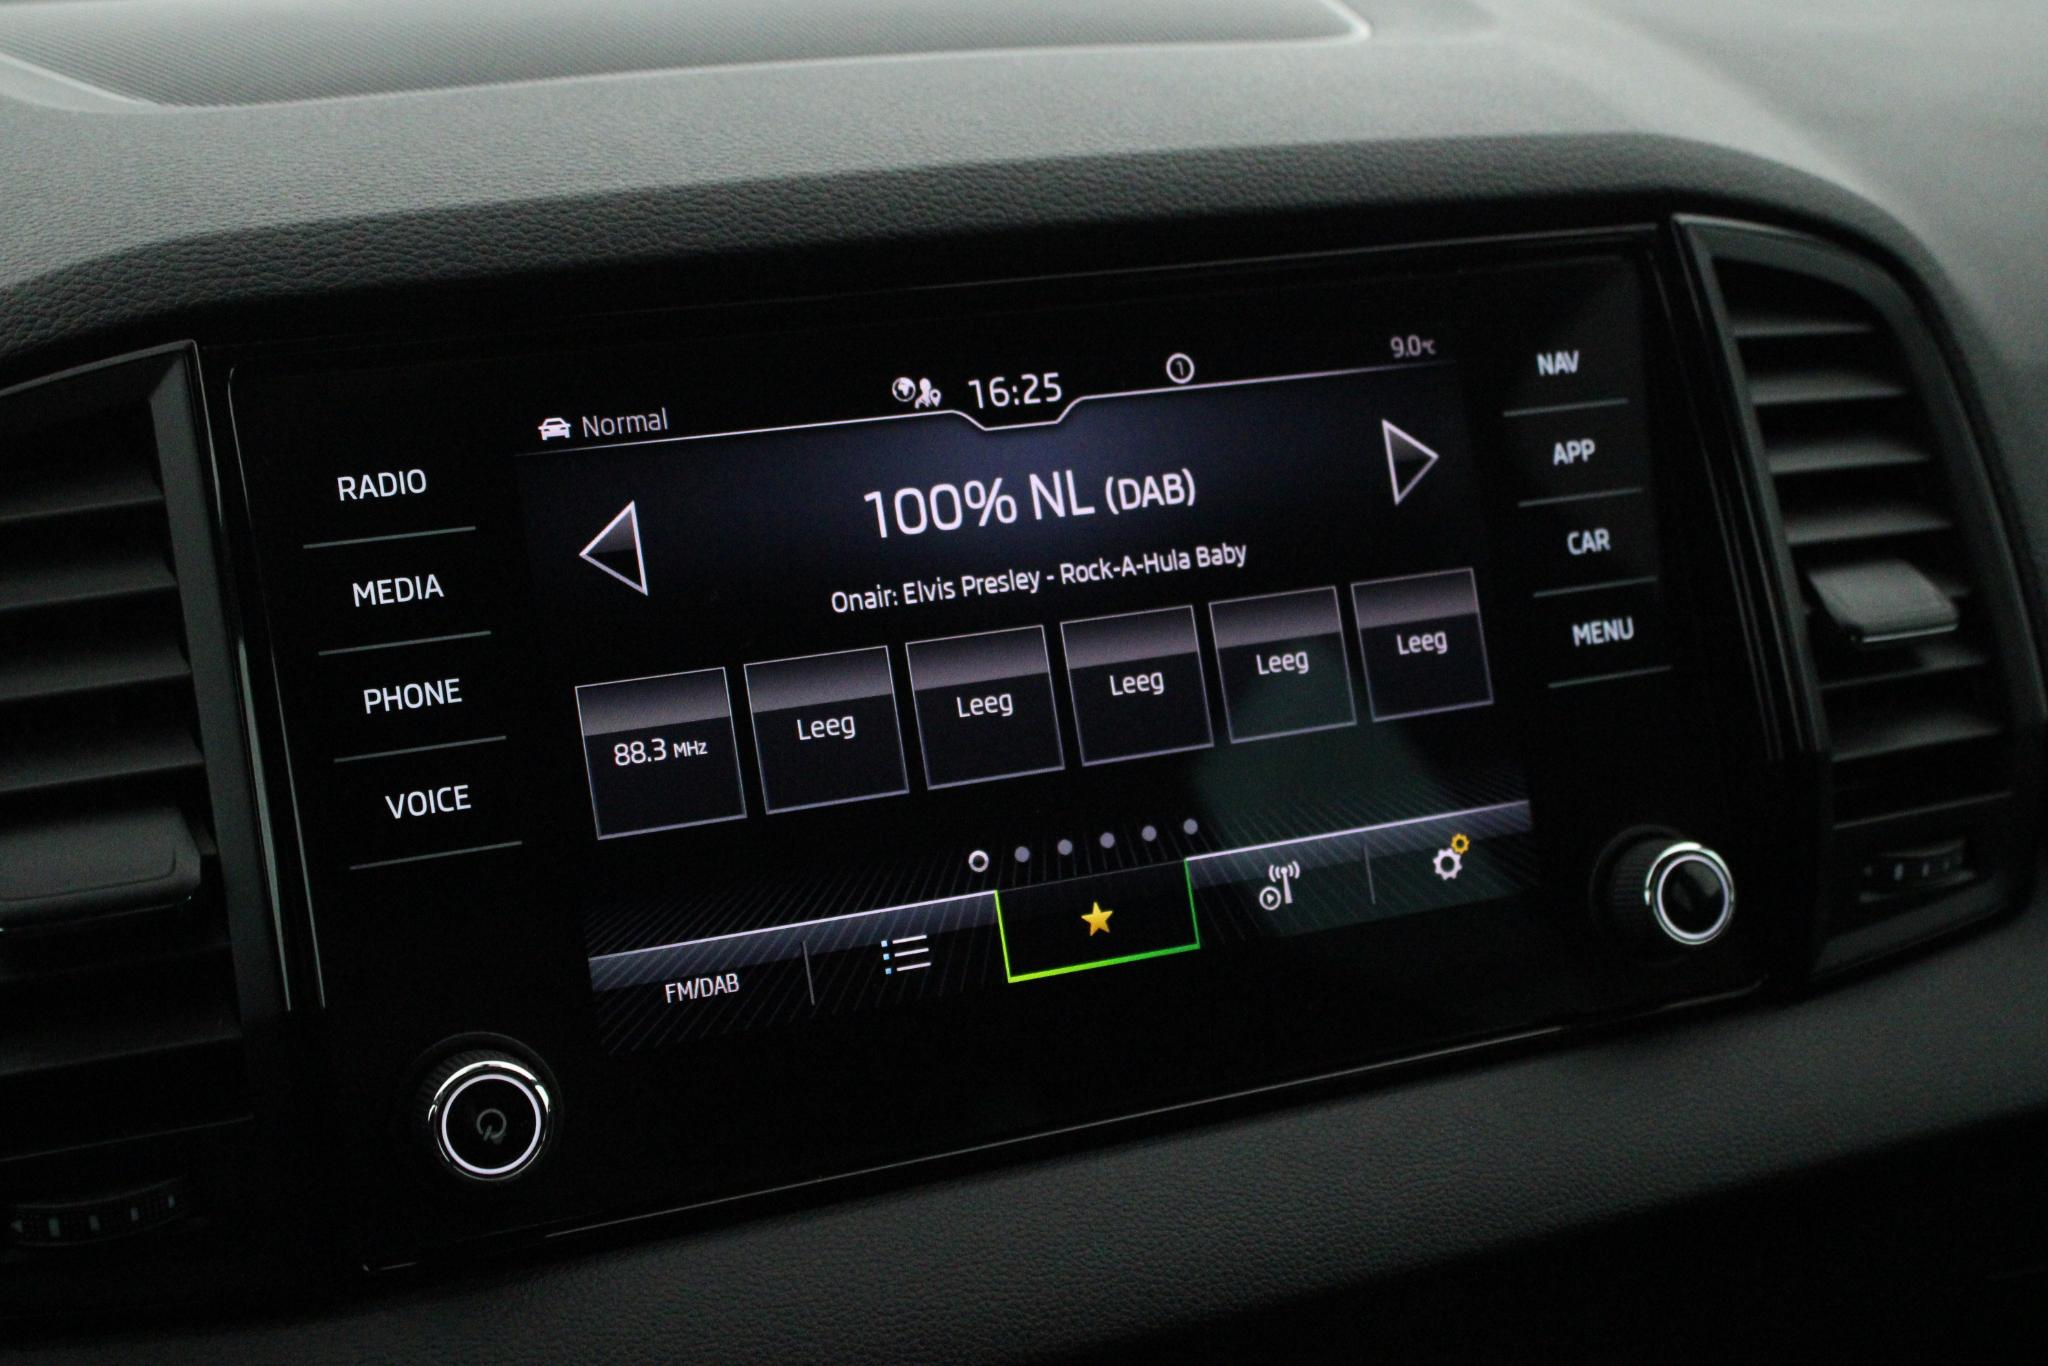 Normal
16:25
1
9.0°C
RADIO
MEDIA
PHONE
VOICE
100% NL (DAB)
Onair: Elvis Presley - Rock-A-Hula Baby
88.3 MHz
Leeg
Leeg
Leeg
Leeg
Leeg
FM/DAB
NAV
APP
CAR
MENU